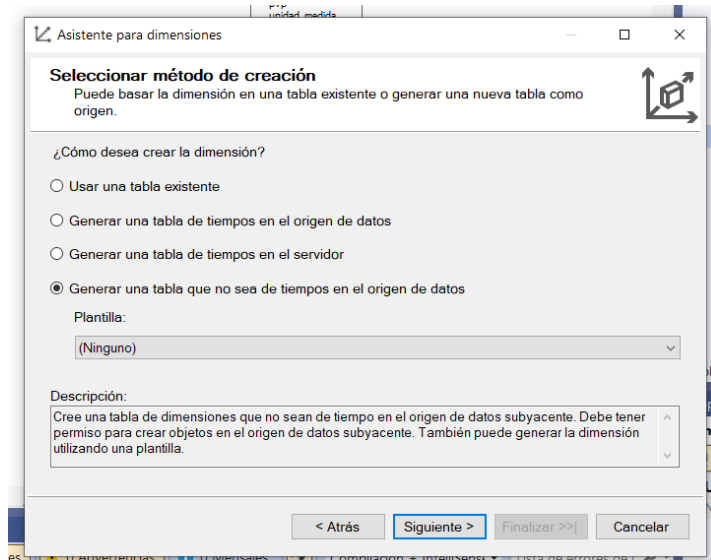 unidad_medida
Asistente para dimensiones
Seleccionar método de creación
Puede basar la dimensión en una tabla existente o generar una nueva tabla como
origen.
¿Cómo desea crear la dimensión?
Usar una tabla existente
Generar una tabla de tiempos en el origen de datos
Generar una tabla de tiempos en el servidor
Generar una tabla que no sea de tiempos en el origen de datos
Plantilla:
(Ninguno)
Descripción:
Cree una tabla de dimensiones que no sean de tiempo en el origen de datos subyacente. Debe tener
permiso para crear objetos en el origen de datos subyacente. También puede generar la dimensión
utilizando una plantilla.
< Atrás
Siguiente >
Finalizar >>|
Cancelar